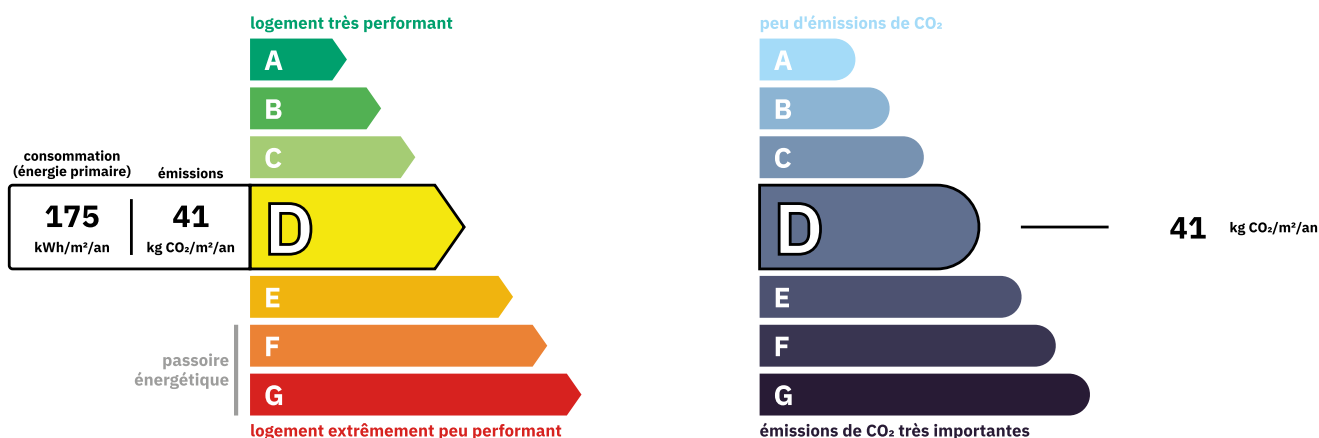 logement très performant
A
B
C
consommation
(énergie primaire)
émissions
175
kWh/m²/an
41
kg CO₂/m²/an
D
E
F
G
passoire
énergétique
logement extrêmement peu performant
peu d'émissions de CO₂
A
B
C
D
41
kg CO₂/m²/an
E
F
G
émissions de CO₂ très importantes